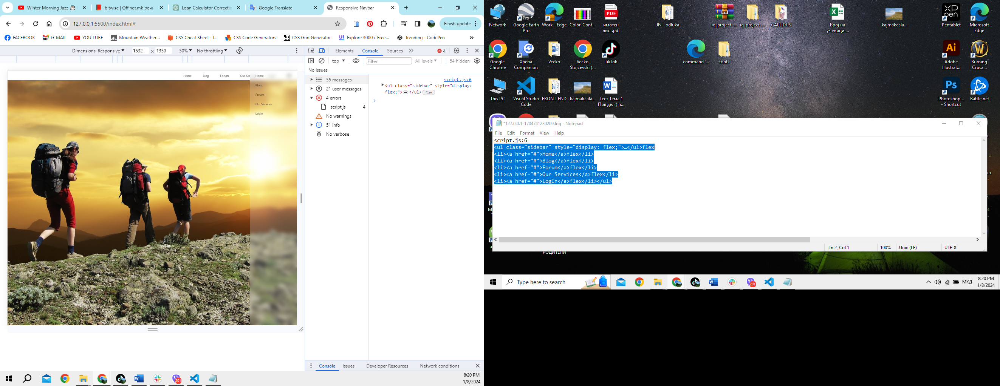 Winter Morning Jazz
bitwise | Off.net.mk речн
Loan Calculator Correctio
Google Translate
Responsive Navbar
127.0.0.1:5500/index.html#
Finish update
FACEBOOK
G-MAIL
YOU TUBE
Mountain Weather...
CSS Cheat Sheet - I...
CSS Code Generators
CSS Grid Generator
Explore 3000+ Free...
Trending - CodePen
Dimensions: Responsive
1532 × 1350
50%
No throttling
Elements
Console
Sources
4
top
Filter
All levels
54 hidden
No Issues
55 messages
21 user messages
4 errors
script.js 4
No warnings
51 info
No verbose
script.js:6
<ul class="sidebar" style="display:
flex;">…</ul> flex
Home Blog Forum Our Ser
Home
Blog
Forum
Our Services
LogIn
Console
Issues
Developer Resources
Network conditions
201
8:20 PM
1/8/2024
Network
Google Earth
Pro
Work - Edge
Color-Cont...
PDF
имотен
лист.pdf
JN - odluka
iq-project-...
iq-project-...
CALLIDUS
Број на
ученици ...
kajmakcala...
XP
pen
Pentablet
Microsoft
Edge
Google
Chrome
Xperia
Companion
Vecko
Vecko
Stojcevski (...
TikTok
command-...
fonts
Ai
Adobe
Illustrat...
Burning
Crusa...
This PC
Visual Studio
Code
FRONT-END
kajmakcala...
Тест Тема 1
Прв дел ( п...
Ps
Photoshop...
- Shortcut
Battle.net
*127.0.0.1-1704741230209.log - Notepad
File Edit Format View Help
script.js:6
<ul class="sidebar" style="display: flex;">…</ul>flex
<li><a href="#">Home</a>flex</li>
<li><a href="#">Blog</a>flex</li>
<li><a href="#">Forum</a>flex</li>
<li><a href="#">Our Services</a>flex</li>
<li><a href="#">LogIn</a>flex</li></ul>
Ln 2, Col 1
100%
Unix (LF)
UTF-8
РОДИТЕЛИ
Type here to search
201
МКД
8:20 PM
1/8/2024